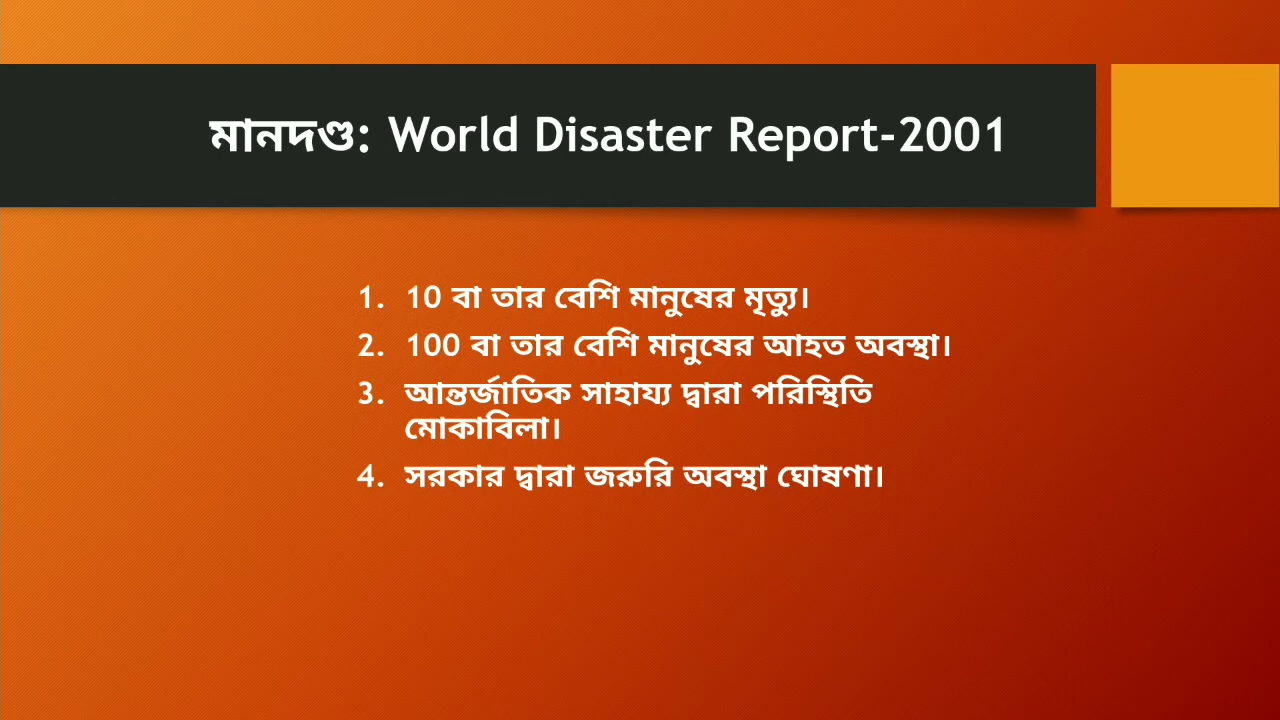 মানদণ্ড: World Disaster Report-2001
1. 10 বা তার বেশি মানুষের মৃত্যু।
2. 100 বা তার বেশি মানুষের আহত অবস্থা।
3. আন্তর্জাতিক সাহায্য দ্বারা পরিস্থিতি
মোকাবিলা।
4. সরকার দ্বারা জরুরি অবস্থা ঘোষণা।